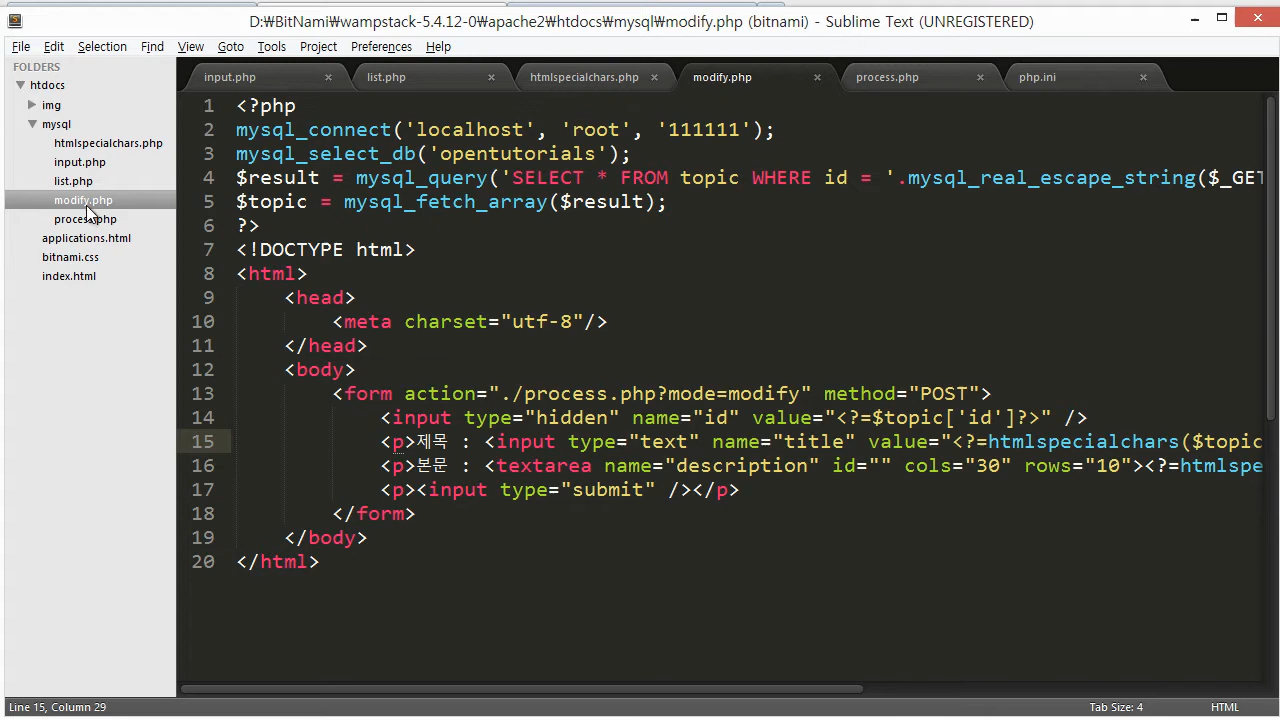 D:₩BitNami₩wampstack-5.4.12-0₩apache2₩htdocs₩mysql₩modify.php (bitnami) - Sublime Text (UNREGISTERED)
File Edit Selection Find View Goto Tools Project Preferences Help
FOLDERS
htdocs
img
mysql
htmlspecialchars.php
input.php
list.php
modify.php
process.php
applications.html
bitnami.css
index.html
input.php × list.php × htmlspecialchars.php × modify.php × process.php × php.ini ×
1 <?php
2 mysql_connect('localhost', 'root', '111111');
3 mysql_select_db('opentutorials');
4 $result = mysql_query('SELECT * FROM topic WHERE id = '.mysql_real_escape_string($_GET
5 $topic = mysql_fetch_array($result);
6 ?>
7 <!DOCTYPE html>
8 <html>
9 <head>
10 <meta charset="utf-8"/>
11 </head>
12 <body>
13 <form action="./process.php?mode=modify" method="POST">
14 <input type="hidden" name="id" value="<?=$topic['id']?>" />
15 <p>제목 : <input type="text" name="title" value="<?=htmlspecialchars($topic
16 <p>본문 : <textarea name="description" id="" cols="30" rows="10"><?=htmlspe
17 <p><input type="submit" /></p>
18 </form>
19 </body>
20 </html>
Line 15, Column 29
Tab Size: 4
HTML